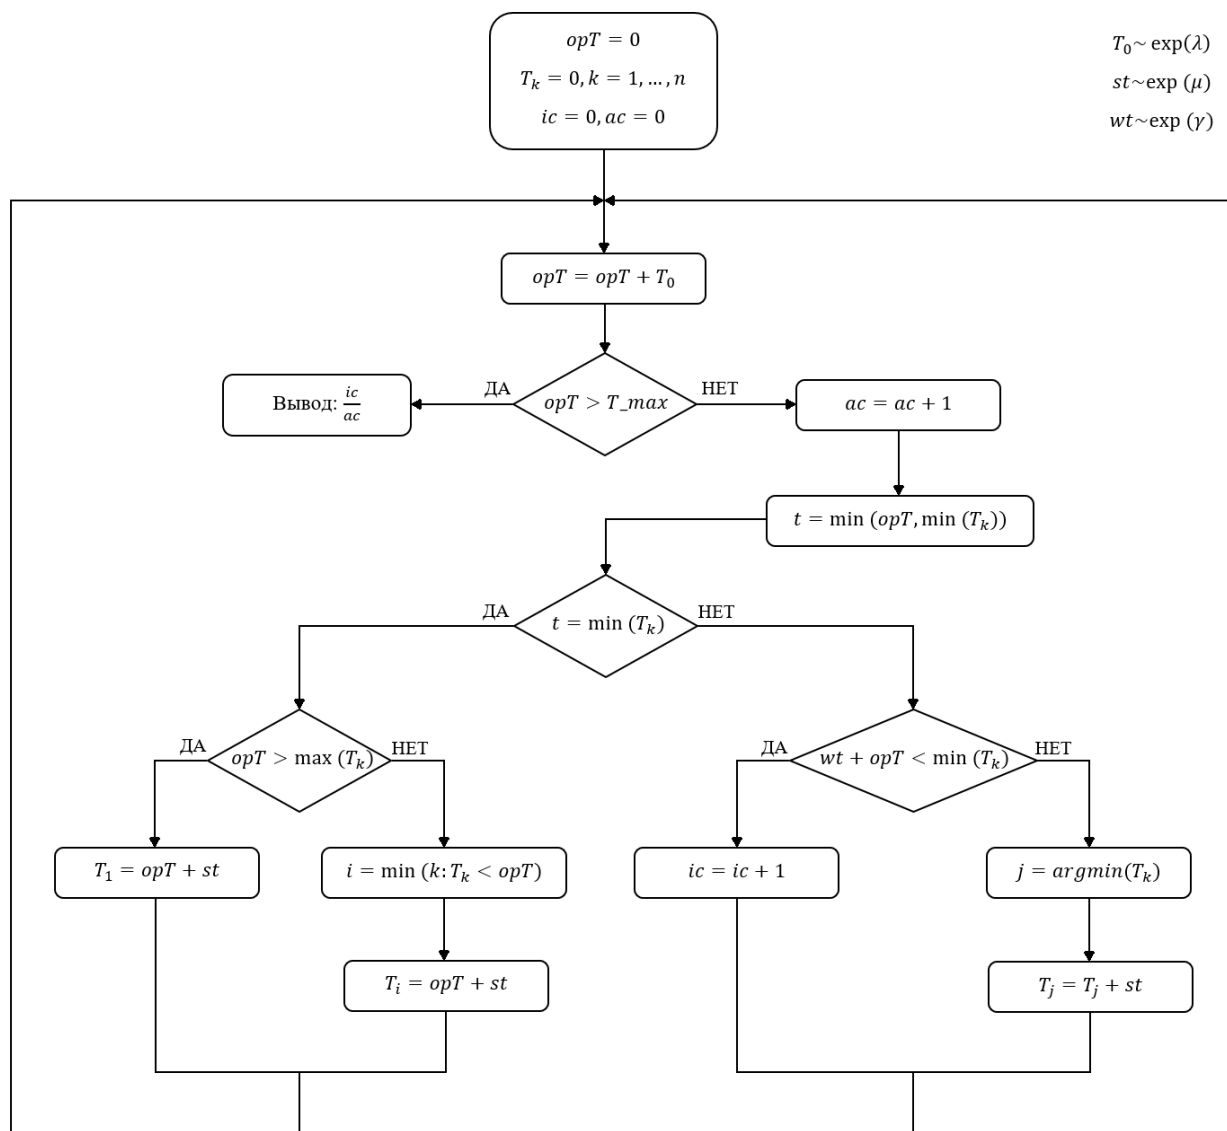 opT = 0
T_k = 0, k = 1, … , n
ic = 0, ac = 0
T_0~ exp(λ)
st~exp (μ)
wt~exp (γ)
opT = opT + T_0
ДА
opT > T_max
НЕТ
Вывод: ic/ac
ac = ac + 1
t = min (opT, min (T_k))
ДА
t = min (T_k)
НЕТ
ДА
opT > max (T_k)
НЕТ
ДА
wt + opT < min (T_k)
НЕТ
T_1 = opT + st
i = min (k: T_k < opT)
ic = ic + 1
j = argmin(T_k)
T_i = opT + st
T_j = T_j + st